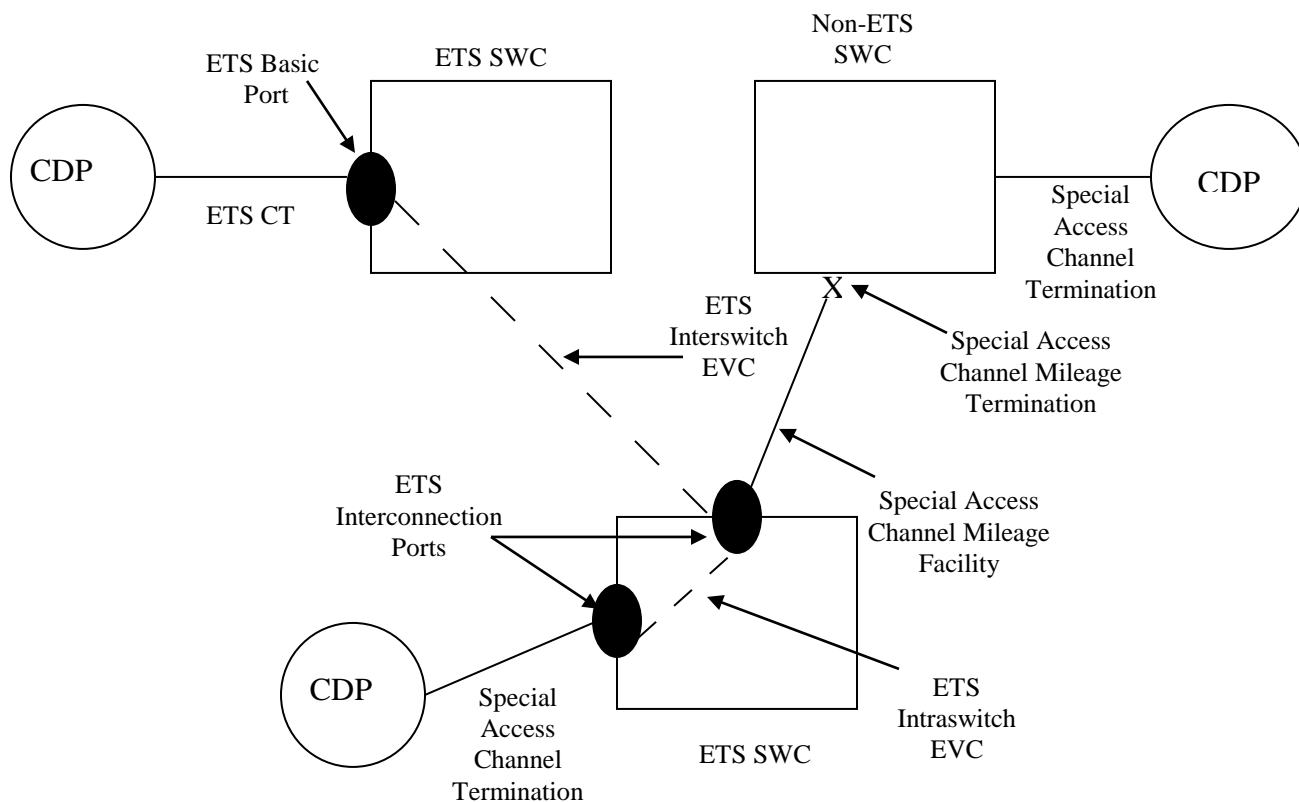 Non-ETS
SWC
ETS Basic
Port
ETS SWC
CDP
ETS CT
CDP
Special
Access
Channel
Termination
X
ETS
Interswitch
EVC
Special Access
Channel Mileage
Termination
ETS
Interconnection
Ports
Special Access
Channel Mileage
Facility
CDP
Special
Access
Channel
Termination
ETS SWC
ETS
Intraswitch
EVC